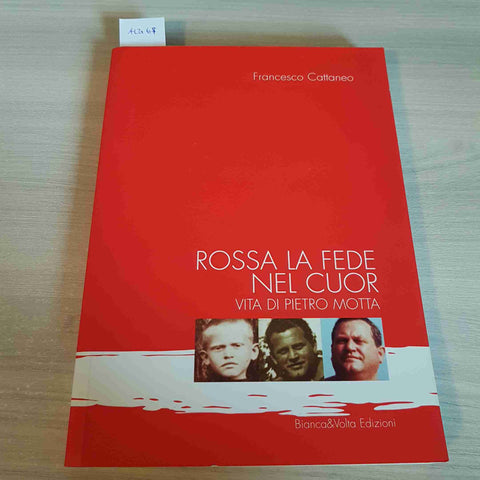 Francesco Cattaneo
ROSSA LA FEDE
NEL CUOR
VITA DI PIETRO MOTTA
Bianca&Volta Edizioni